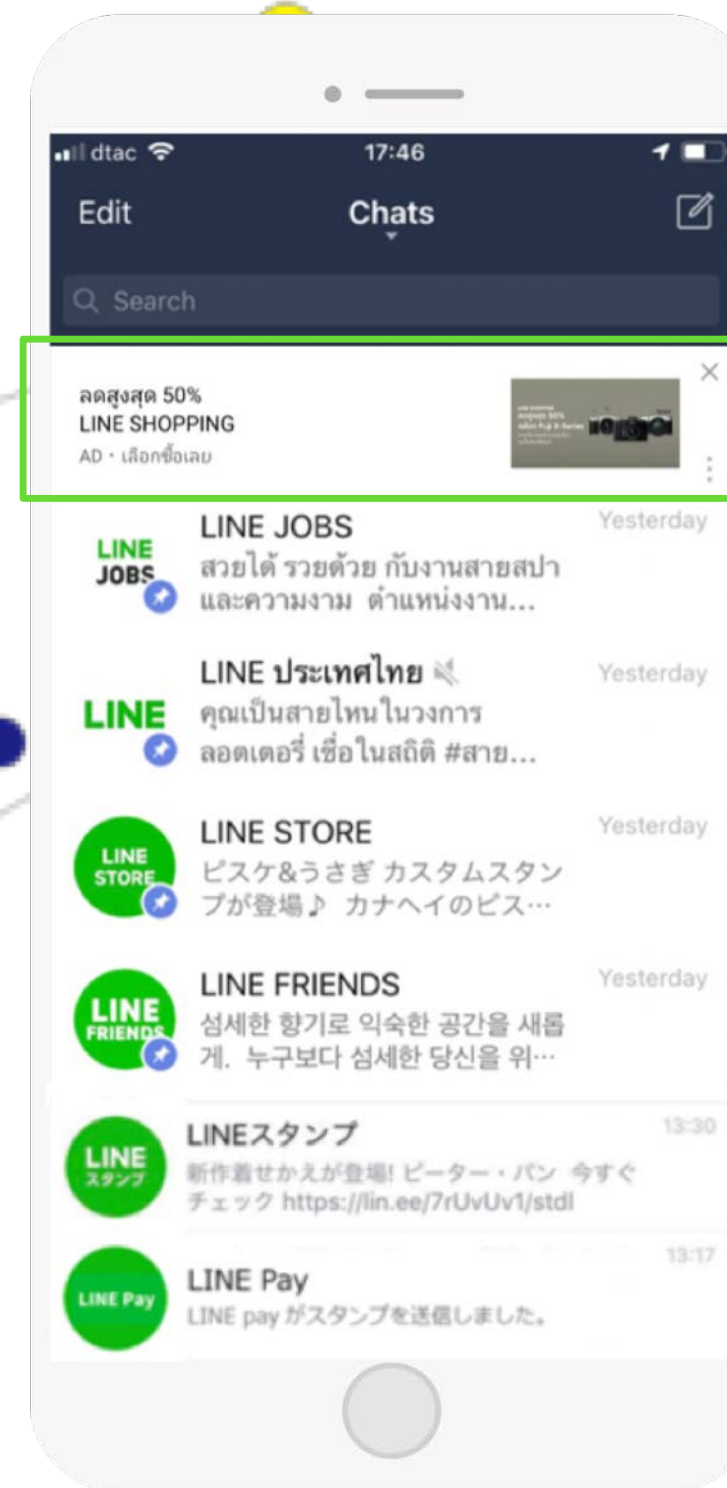 dtac
17:46
Edit
Chats
Search
ลดสูงสุด 50%
LINE SHOPPING
AD・เลือกซื้อเลย
LINE JOBS
LINE JOBS
Yesterday
สวยได้ รวยด้วย กับงานสายสปา
และความงาม ตำแหน่งงาน...
LINE
LINE ประเทศไทย
Yesterday
คุณเป็นสายไหนในวงการ
ลอตเตอรี่ เชื่อในสถิติ #สาย...
LINE STORE
LINE STORE
Yesterday
ピスケ&うさぎ カスタムスタン
プが登場♪ カナヘイのピス…
LINE FRIENDS
LINE FRIENDS
Yesterday
섬세한 향기로 익숙한 공간을 새롭
게. 누구보다 섬세한 당신을 위…
LINE スタンプ
LINEスタンプ
13:30
新作着せかえが登場! ピーター・パン 今すぐ
チェック https://lin.ee/7rUvUv1/stdl
LINE Pay
LINE Pay
13:17
LINE pay がスタンプを送信しました。